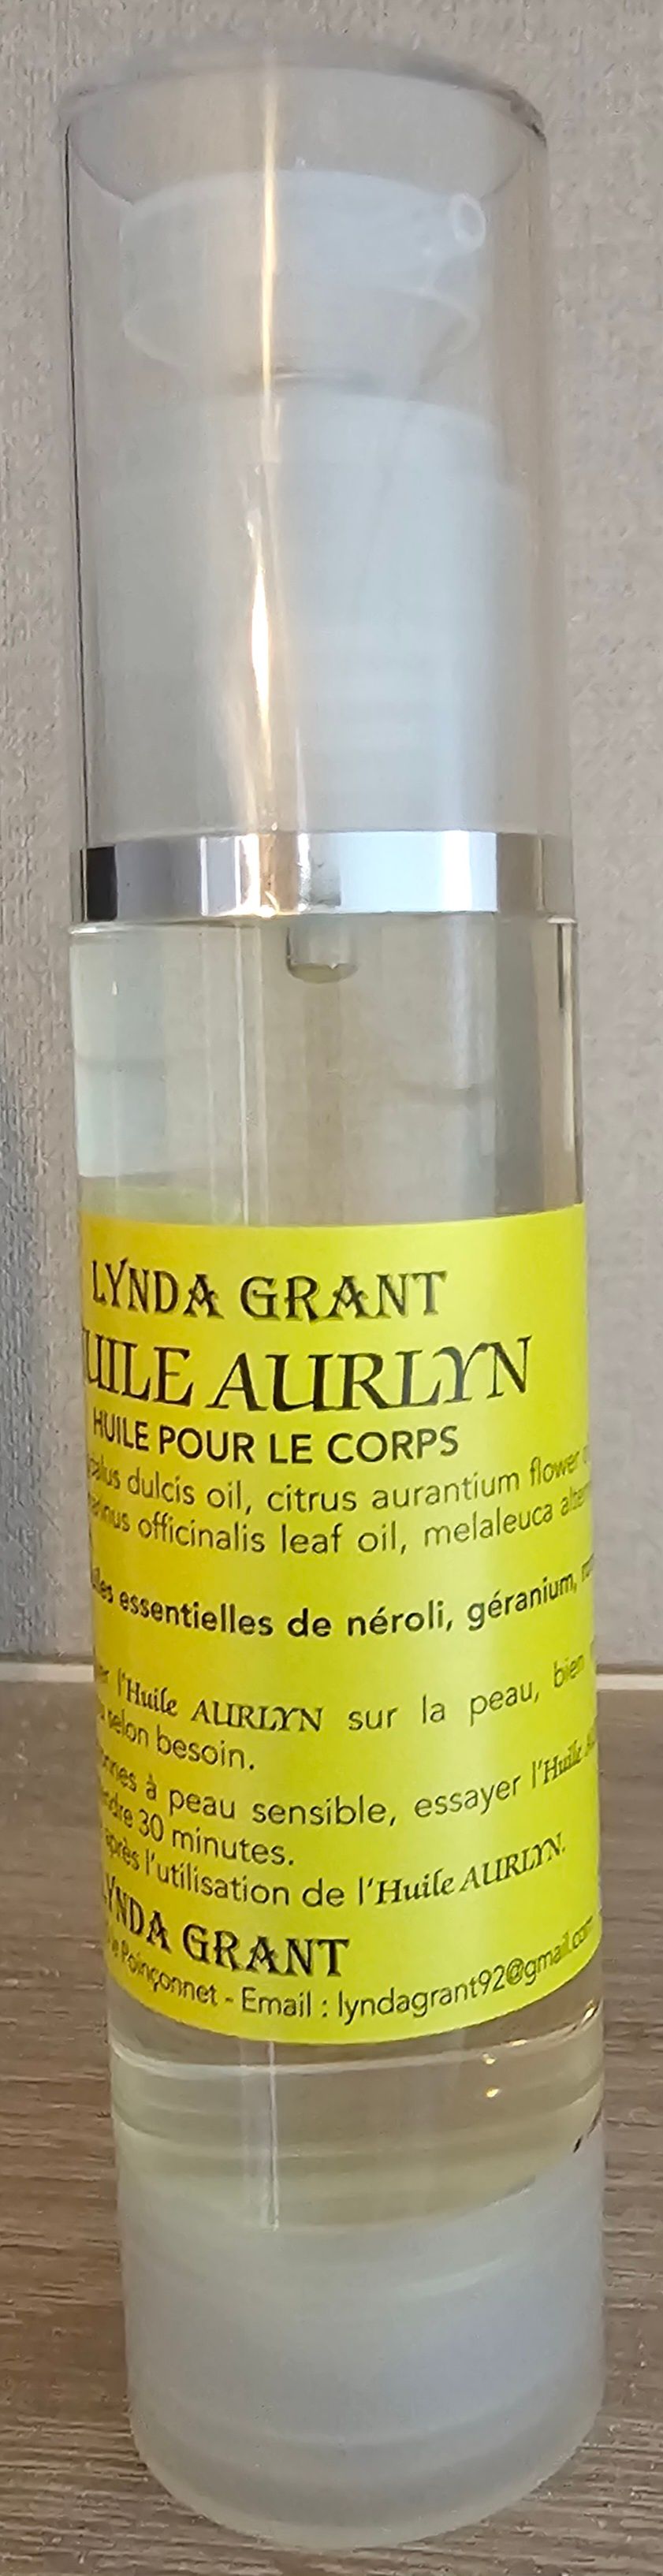 LYNDA GRANT
HUILE AURLYN
HUILE POUR LE CORPS
dulcis oil, citrus aurantium flower
officinalis leaf oil, melaleuca
essentielles de néroli, géranium,
l'Huile AURLYN sur la peau, bien
selon besoin.
à peau sensible, essayer l'Huile
30 minutes.
après l'utilisation de l'Huile AURLYN.
LYNDA GRANT
Poinçonnet - Email : lyndagrant92@gmail.com